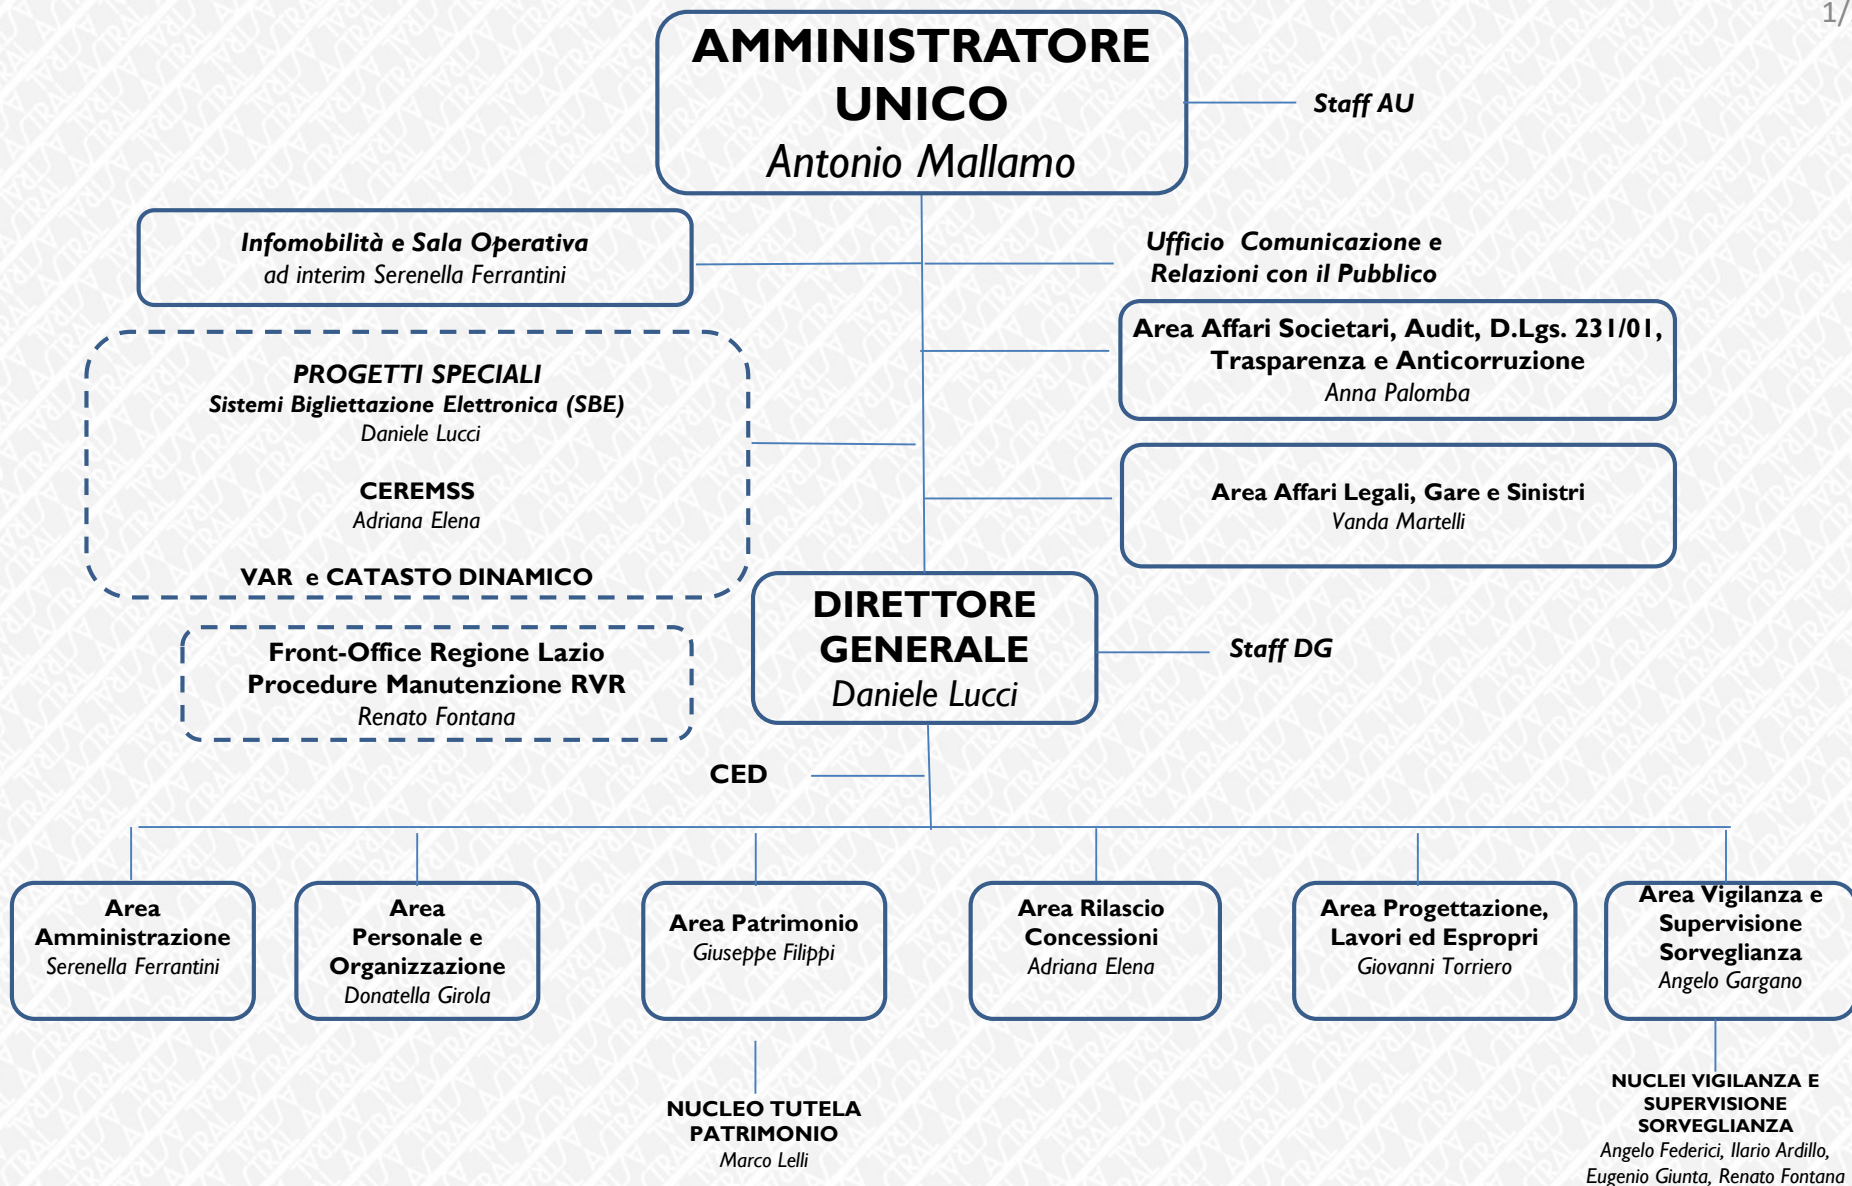 1/
AMMINISTRATORE
UNICO
Antonio Mallamo
Staff AU
Infomobilità e Sala Operativa
ad interim Serenella Ferrantini
Ufficio Comunicazione e
Relazioni con il Pubblico
Area Affari Societari, Audit, D.Lgs. 231/01,
Trasparenza e Anticorruzione
Anna Palomba
PROGETTI SPECIALI
Sistemi Bigliettazione Elettronica (SBE)
Daniele Lucci
CEREMSS
Adriana Elena
VAR e CATASTO DINAMICO
Area Affari Legali, Gare e Sinistri
Vanda Martelli
Front-Office Regione Lazio
Procedure Manutenzione RVR
Renato Fontana
DIRETTORE
GENERALE
Daniele Lucci
Staff DG
CED
Area
Amministrazione
Serenella Ferrantini
Area
Personale e
Organizzazione
Donatella Girola
Area Patrimonio
Giuseppe Filippi
Area Rilascio
Concessioni
Adriana Elena
Area Progettazione,
Lavori ed Espropri
Giovanni Torriero
Area Vigilanza e
Supervisione
Sorveglianza
Angelo Gargano
NUCLEO TUTELA
PATRIMONIO
Marco Lelli
NUCLEI VIGILANZA E
SUPERVISIONE
SORVEGLIANZA
Angelo Federici, Ilario Ardillo,
Eugenio Giunta, Renato Fontana